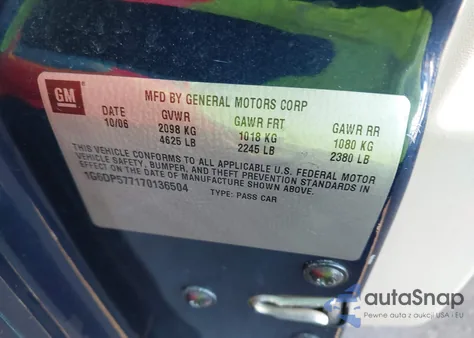 GM
MFD BY GENERAL MOTORS CORP
DATE GVWR GAWR FRT GAWR RR
10/06 2098 KG 1018 KG 1080 KG
4625 LB 2245 LB 2380 LB
THIS VEHICLE CONFORMS TO ALL APPLICABLE U.S. FEDERAL MOTOR
VEHICLE SAFETY, BUMPER, AND THEFT PREVENTION STANDARDS IN
EFFECT ON THE DATE OF MANUFACTURE SHOWN ABOVE.
1G6DP577170136504
TYPE: PASS CAR
autoSnap
Pewne auta z aukcji USA i EU